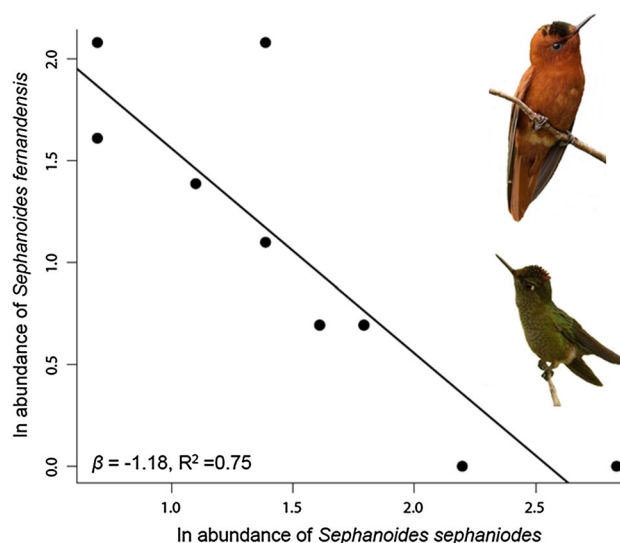 ln abundance of Sephanoides fernandensis
2.0
1.5
1.0
0.5
0.0
β = -1.18, R² =0.75
1.0 1.5 2.0 2.5
ln abundance of Sephanoides sephaniodes